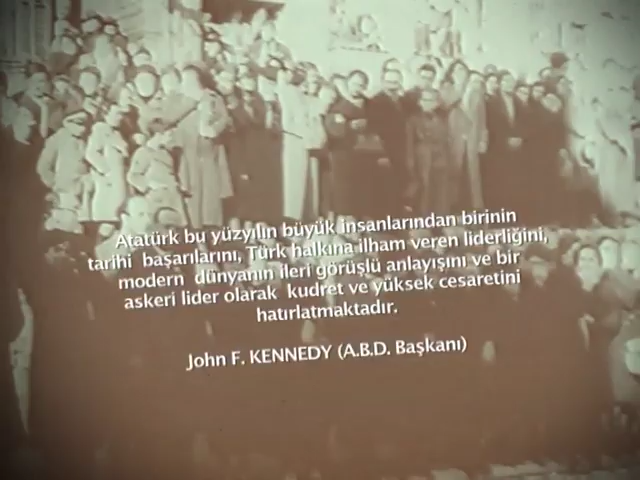 Atatürk bu yüzyılın büyük insanlarından birinin
tarihi başarılarını, Türk halkına ilham veren liderliğini,
modern dünyanın ileri görüşlü anlayışını ve bir
askeri lider olarak kudret ve yüksek cesaretini
hatırlatmaktadır.
John F. KENNEDY (A.B.D. Başkanı)